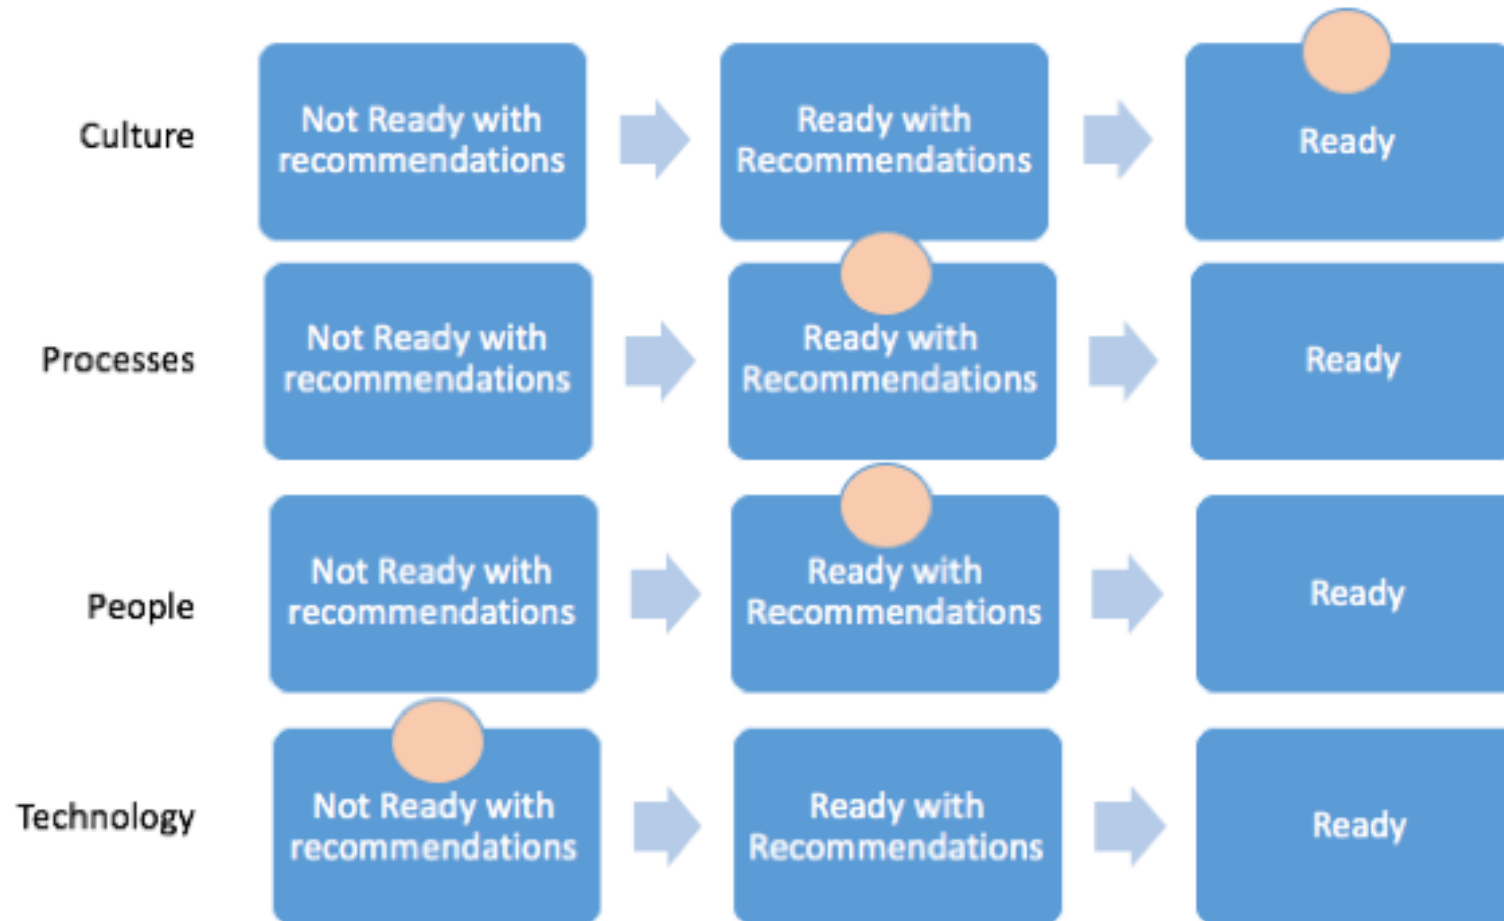 Culture
Not Ready with
recommendations
Ready with
Recommendations
Ready
Processes
Not Ready with
recommendations
Ready with
Recommendations
Ready
People
Not Ready with
recommendations
Ready with
Recommendations
Ready
Technology
Not Ready with
recommendations
Ready with
Recommendations
Ready